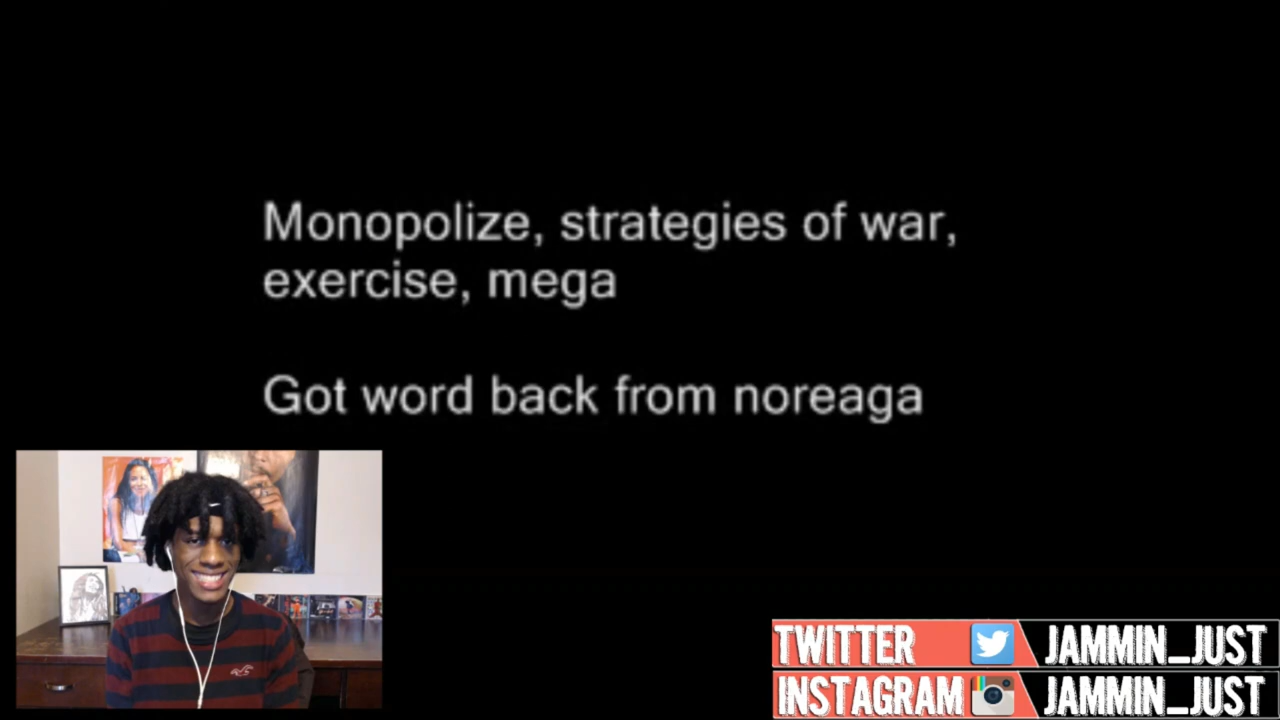 Monopolize, strategies of war,
exercise, mega
Got word back from noreaga
TWITTER JAMMIN_JUST
INSTAGRAM JAMMIN_JUST